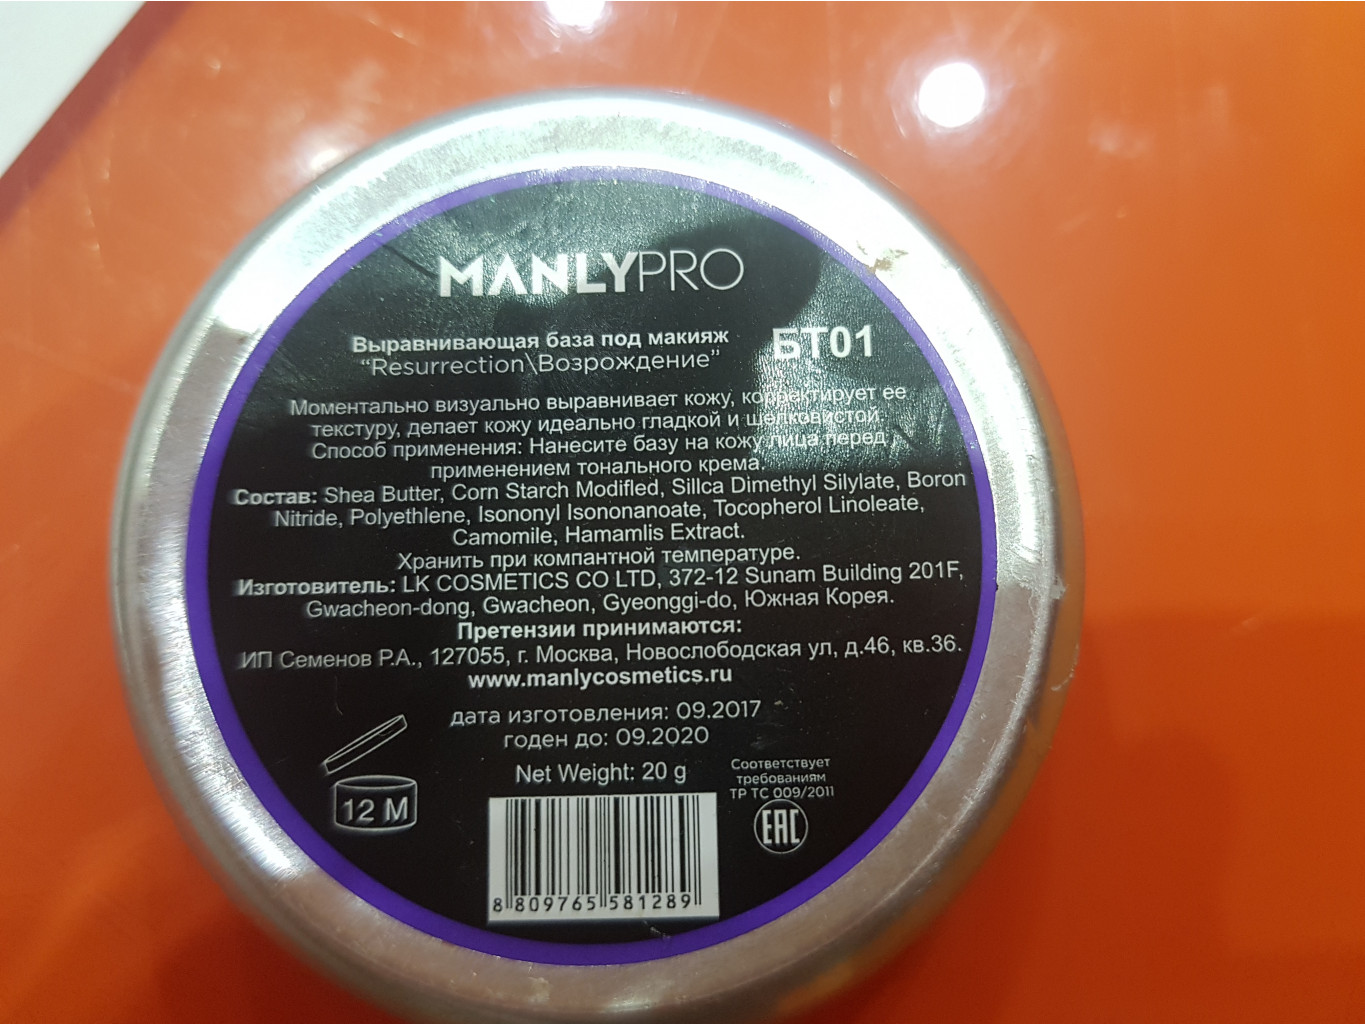 MANLYPRO
Выравнивающая база под макияж
“Resurrection\Возрождение”
БТ01
Моментально визуально выравнивает кожу, корректирует ее
текстуру, делает кожу идеально гладкой и шелковистой.
Способ применения: Нанесите базу на кожу лица перед
применением тонального крема.
Состав: Shea Butter, Corn Starch Modifled, Sillca Dimethyl Silylate, Boron
Nitride, Polyethlene, Isononyl Isononanoate, Tocopherol Linoleate,
Camomile, Hamamlis Extract.
Хранить при компантной температуре.
Изготовитель: LK COSMETICS CO LTD, 372-12 Sunam Building 201F,
Gwacheon-dong, Gwacheon, Gyeonggi-do, Южная Корея.
Претензии принимаются:
ИП Семенов Р.А., 127055, г. Москва, Новослободская ул, д.46, кв.36.
www.manlycosmetics.ru
дата изготовления: 09.2017
годен до: 09.2020
Net Weight: 20 g
12 M
Соответствует
требованиям
ТР ТС 009/2011
EAC
8 809765 581289